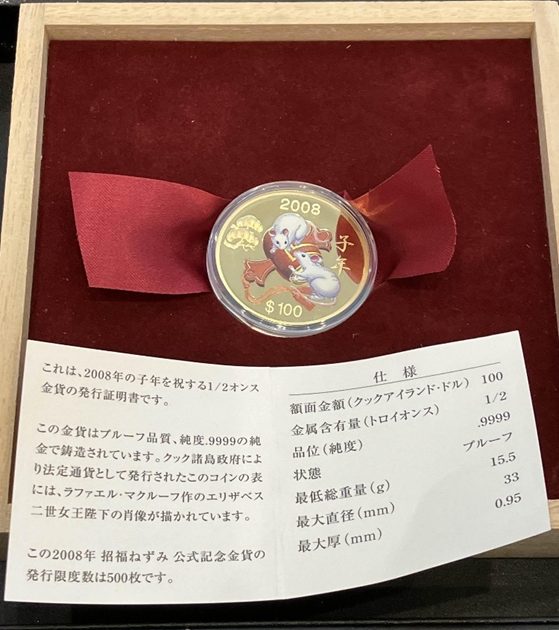 2008
子年
$100
これは、2008年の子年を祝する1/2オンス
金貨の発行証明書です。
この金貨はプルーフ品質、純度.9999の純
金で鋳造されています。クック諸島政府によ
り法定通貨として発行されたこのコインの表
には、ラファエル・マクルーフ作のエリザベス
二世女王陛下の肖像が描かれています。
この2008年 招福ねずみ 公式記念金貨の
発行限度数は500枚です。
仕様
額面金額(クックアイランド・ドル) 100
金属含有量(トロイオンス) 1/2
品位(純度) .9999
状態 プルーフ
最低総重量(g) 15.5
最大直径(mm) 33
最大厚(mm) 0.95